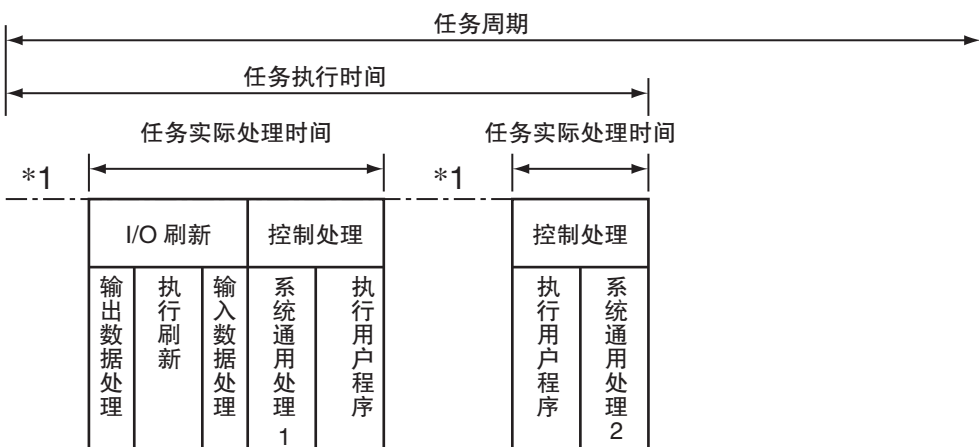 任务周期
任务执行时间
任务实际处理时间 任务实际处理时间
*1 *1
I/O 刷新 控制处理 控制处理
输出数据处理
执行刷新
输入数据处理
系统通用处理1
执行用户程序
执行用户程序
系统通用处理2